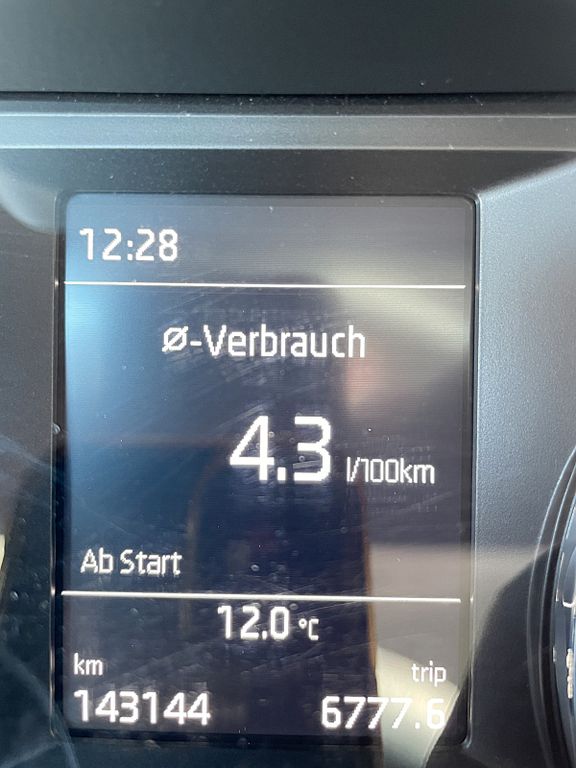 12:28
Ø-Verbrauch
4.3 l/100km
Ab Start
12.0 °C
km trip
143144 6777.6